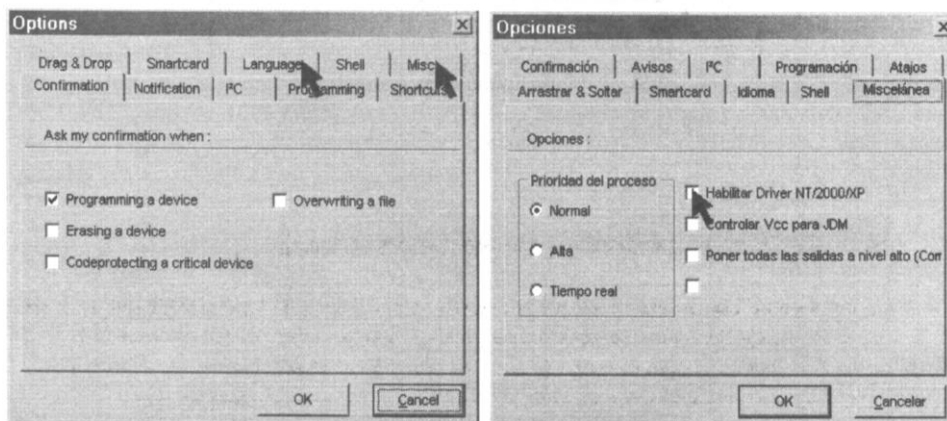 Options
Drag & Drop Smartcard Language Shell Misc
Confirmation Notification I²C Programming Shortcuts
Ask my confirmation when :
Programming a device Overwriting a file
Erasing a device
Codeprotecting a critical device
OK Cancel
Opciones
Confirmación Avisos I²C Programación Atajos
Arrastrar & Soltar Smartcard Idioma Shell Miscelánea
Opciones :
Prioridad del proceso
Normal
Alta
Tiempo real
Habilitar Driver NT/2000/XP
Controlar Vcc para JDM
Poner todas las salidas a nivel alto (Com
OK Cancelar